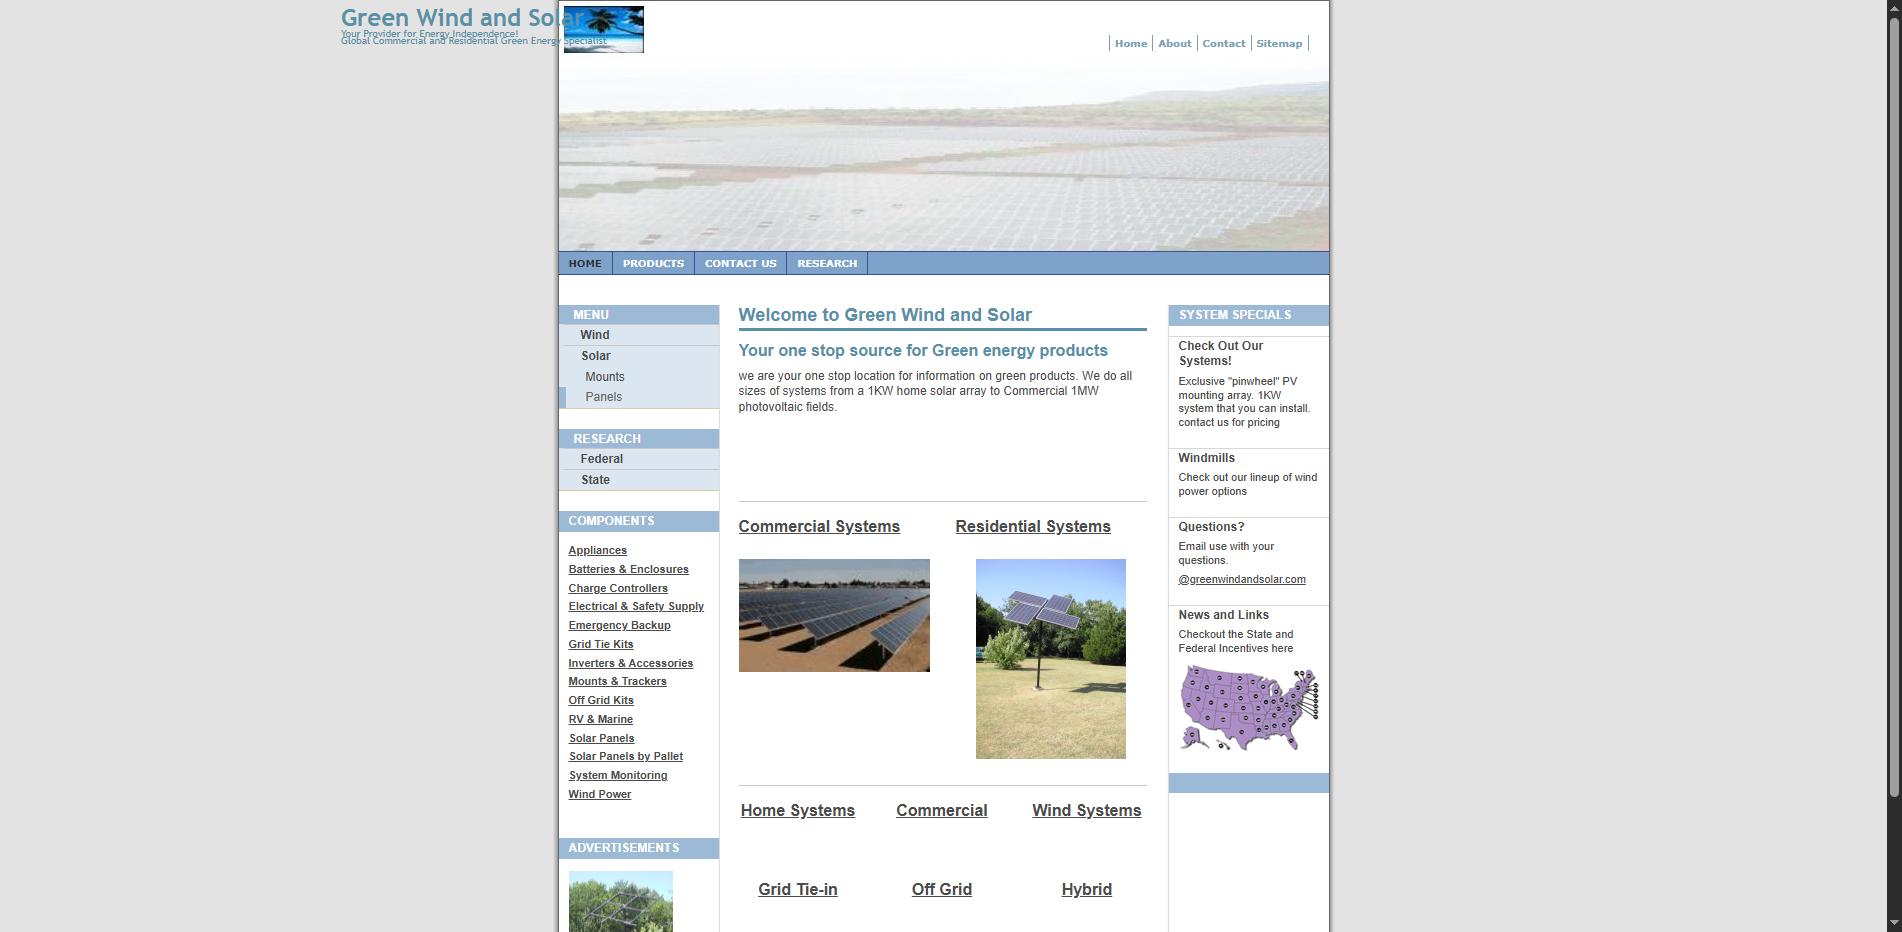 Green Wind and Solar
Your Provider for Energy Independence!
Global Commercial and Residential Green Energy Specialist
Home
About
Contact
Sitemap
HOME
PRODUCTS
CONTACT US
RESEARCH
MENU
Wind
Solar
Mounts
Panels
RESEARCH
Federal
State
COMPONENTS
Appliances
Batteries & Enclosures
Charge Controllers
Electrical & Safety Supply
Emergency Backup
Grid Tie Kits
Inverters & Accessories
Mounts & Trackers
Off Grid Kits
RV & Marine
Solar Panels
Solar Panels by Pallet
System Monitoring
Wind Power
ADVERTISEMENTS
Welcome to Green Wind and Solar
Your one stop source for Green energy products
we are your one stop location for information on green products. We do all
sizes of systems from a 1KW home solar array to Commercial 1MW
photovoltaic fields.
Commercial Systems
Residential Systems
Home Systems
Commercial
Wind Systems
Grid Tie-in
Off Grid
Hybrid
SYSTEM SPECIALS
Check Out Our
Systems!
Exclusive "pinwheel" PV
mounting array. 1KW
system that you can install.
contact us for pricing
Windmills
Check out our lineup of wind
power options
Questions?
Email use with your
questions.
@greenwindandsolar.com
News and Links
Checkout the State and
Federal Incentives here